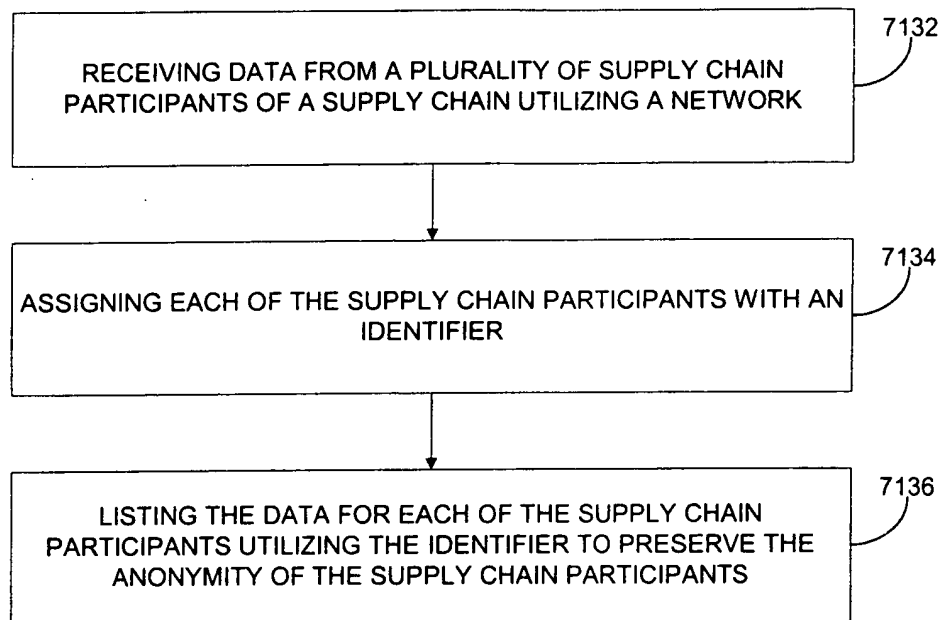 7132
RECEIVING DATA FROM A PLURALITY OF SUPPLY CHAIN
PARTICIPANTS OF A SUPPLY CHAIN UTILIZING A NETWORK
7134
ASSIGNING EACH OF THE SUPPLY CHAIN PARTICIPANTS WITH AN
IDENTIFIER
7136
LISTING THE DATA FOR EACH OF THE SUPPLY CHAIN
PARTICIPANTS UTILIZING THE IDENTIFIER TO PRESERVE THE
ANONYMITY OF THE SUPPLY CHAIN PARTICIPANTS